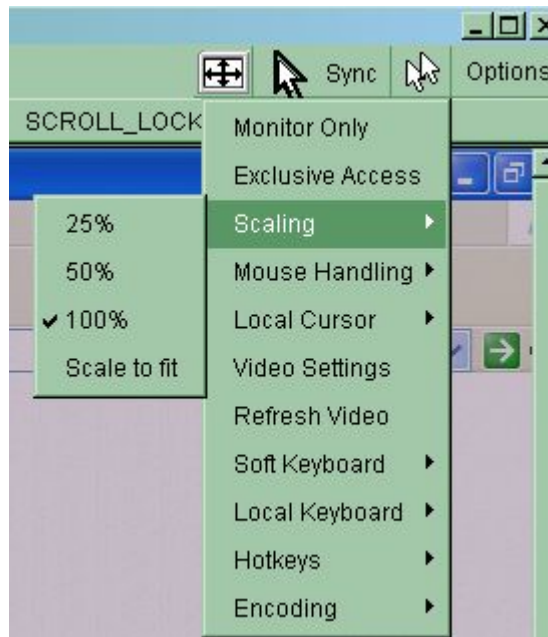 Sync
Options
SCROLL_LOCK
Monitor Only
Exclusive Access
Scaling
25%
50%
100%
Scale to fit
Mouse Handling
Local Cursor
Video Settings
Refresh Video
Soft Keyboard
Local Keyboard
Hotkeys
Encoding